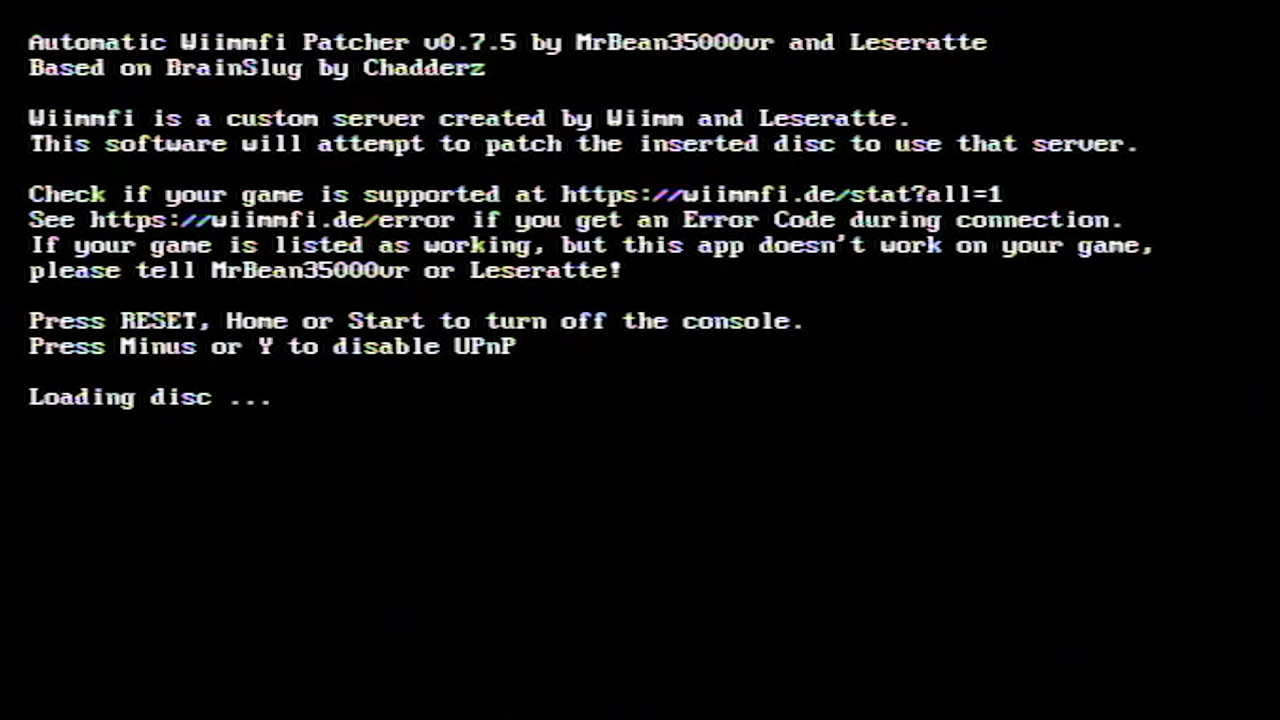 Automatic Wiimmfi Patcher v0.7.5 by MrBean35000vr and Leseratte
Based on BrainSlug by Chadderz
Wiimmfi is a custom server created by Wiimm and Leseratte.
This software will attempt to patch the inserted disc to use that server.
Check if your game is supported at https://wiimmfi.de/stat?all=1
See https://wiimmfi.de/error if you get an Error Code during connection.
If your game is listed as working, but this app doesn't work on your game,
please tell MrBean35000vr or Leseratte!
Press RESET, Home or Start to turn off the console.
Press Minus or Y to disable UPnP
Loading disc ...